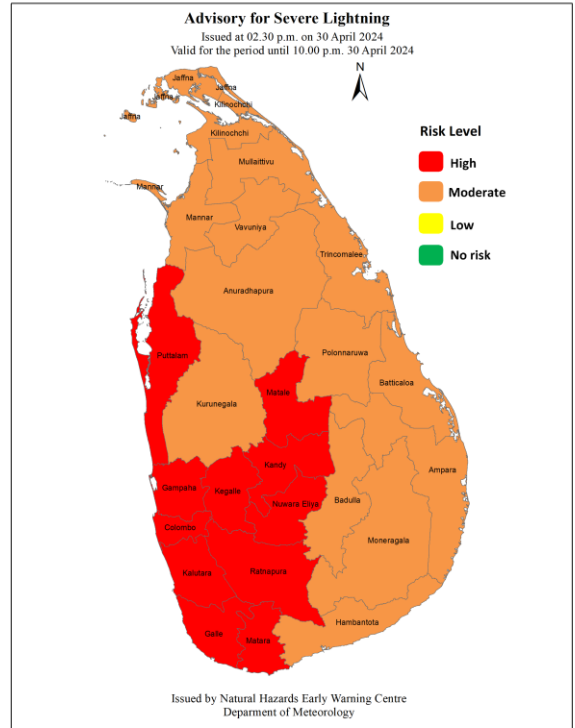 Advisory for Severe Lightning
Issued at 02.30 p.m. on 30 April 2024
Valid for the period until 10.00 p.m. 30 April 2024
N
Jaffna
Jaffna
Jaffna
Kilinochchi
Jaffna
Kilinochchi
Risk Level
High
Mullaittivu
Mannar
Moderate
Mannar
Vavuniya
Low
Trincomalee
No risk
Anuradhapura
Puttalam
Polonnaruwa
Batticaloa
Matale
Kurunegala
Kandy
Ampara
Gampaha
Kegalle
Nuwara Eliya
Badulla
Colombo
Moneragala
Kalutara
Ratnapura
Hambantota
Galle
Matara
Issued by Natural Hazards Early Warning Centre
Deparment of Meteorology